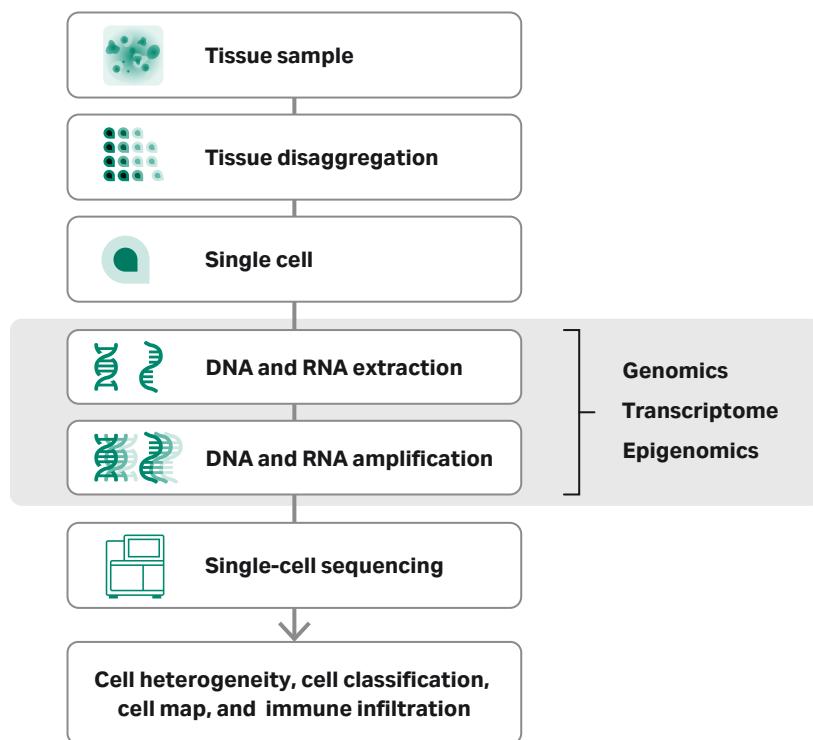 Tissue sample
Tissue disaggregation
Single cell
DNA and RNA extraction
DNA and RNA amplification
Genomics
Transcriptome
Epigenomics
Single-cell sequencing
Cell heterogeneity, cell classification,
cell map, and immune infiltration